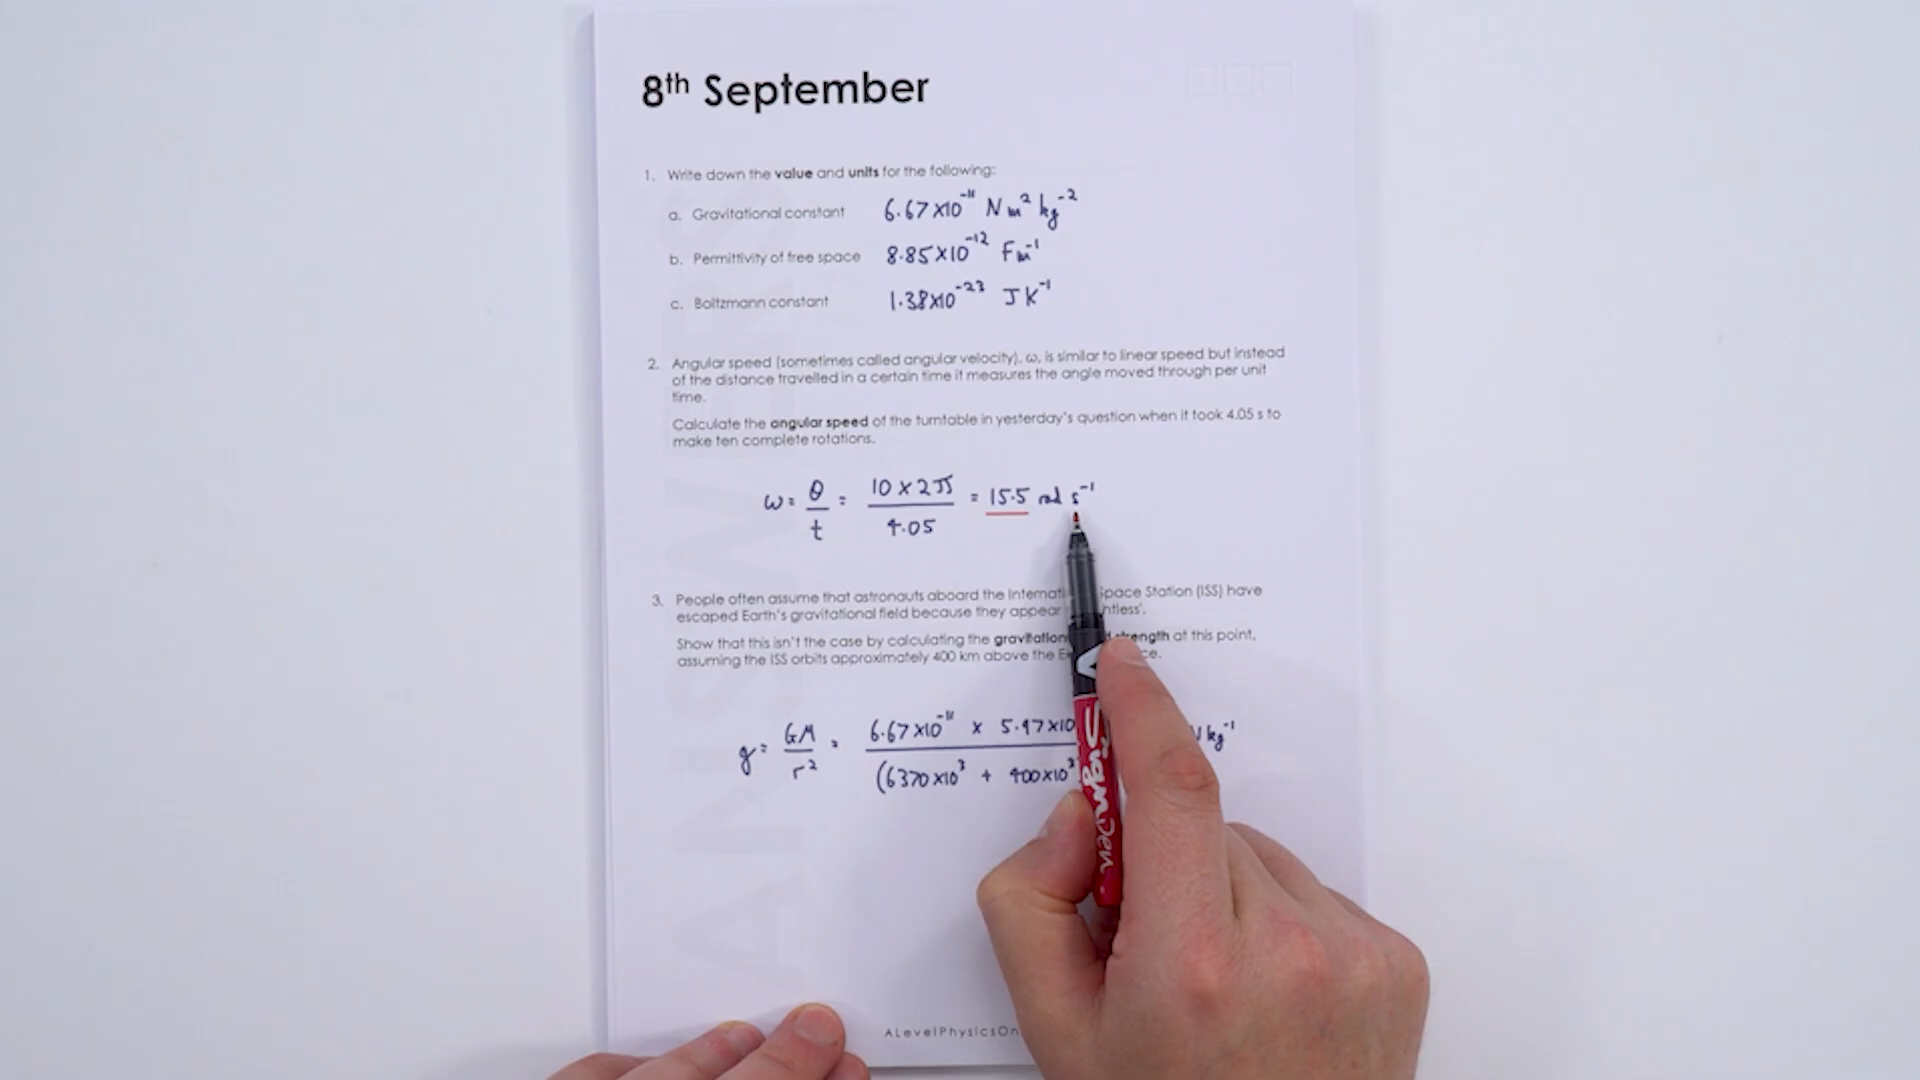 8th September
1. Write down the value and units for the following:
a. Gravitational constant 6.67×10⁻¹¹ N m² kg⁻²
b. Permittivity of free space 8.85×10⁻¹² F m⁻¹
c. Boltzmann constant 1.38×10⁻²³ J K⁻¹
2. Angular speed (sometimes called angular velocity), ω, is similar to linear speed but instead
of the distance travelled in a certain time it measures the angle moved through per unit
time.
Calculate the angular speed of the turntable in yesterday's question when it took 4.05 s to
make ten complete rotations.
ω = θ/t = 10 × 2π / 4.05 = 15.5 rad s⁻¹
3. People often assume that astronauts aboard the Space Station (ISS) have
escaped Earth's gravitational field because they appear
Show that this isn't the case by calculating the at this point,
assuming the ISS orbits approximately 400 km above the
g = GM/r² = 6.67×10⁻¹¹ × 5.97×10 / (6370×10³ + 400×10³ kg⁻¹
ANSWERS